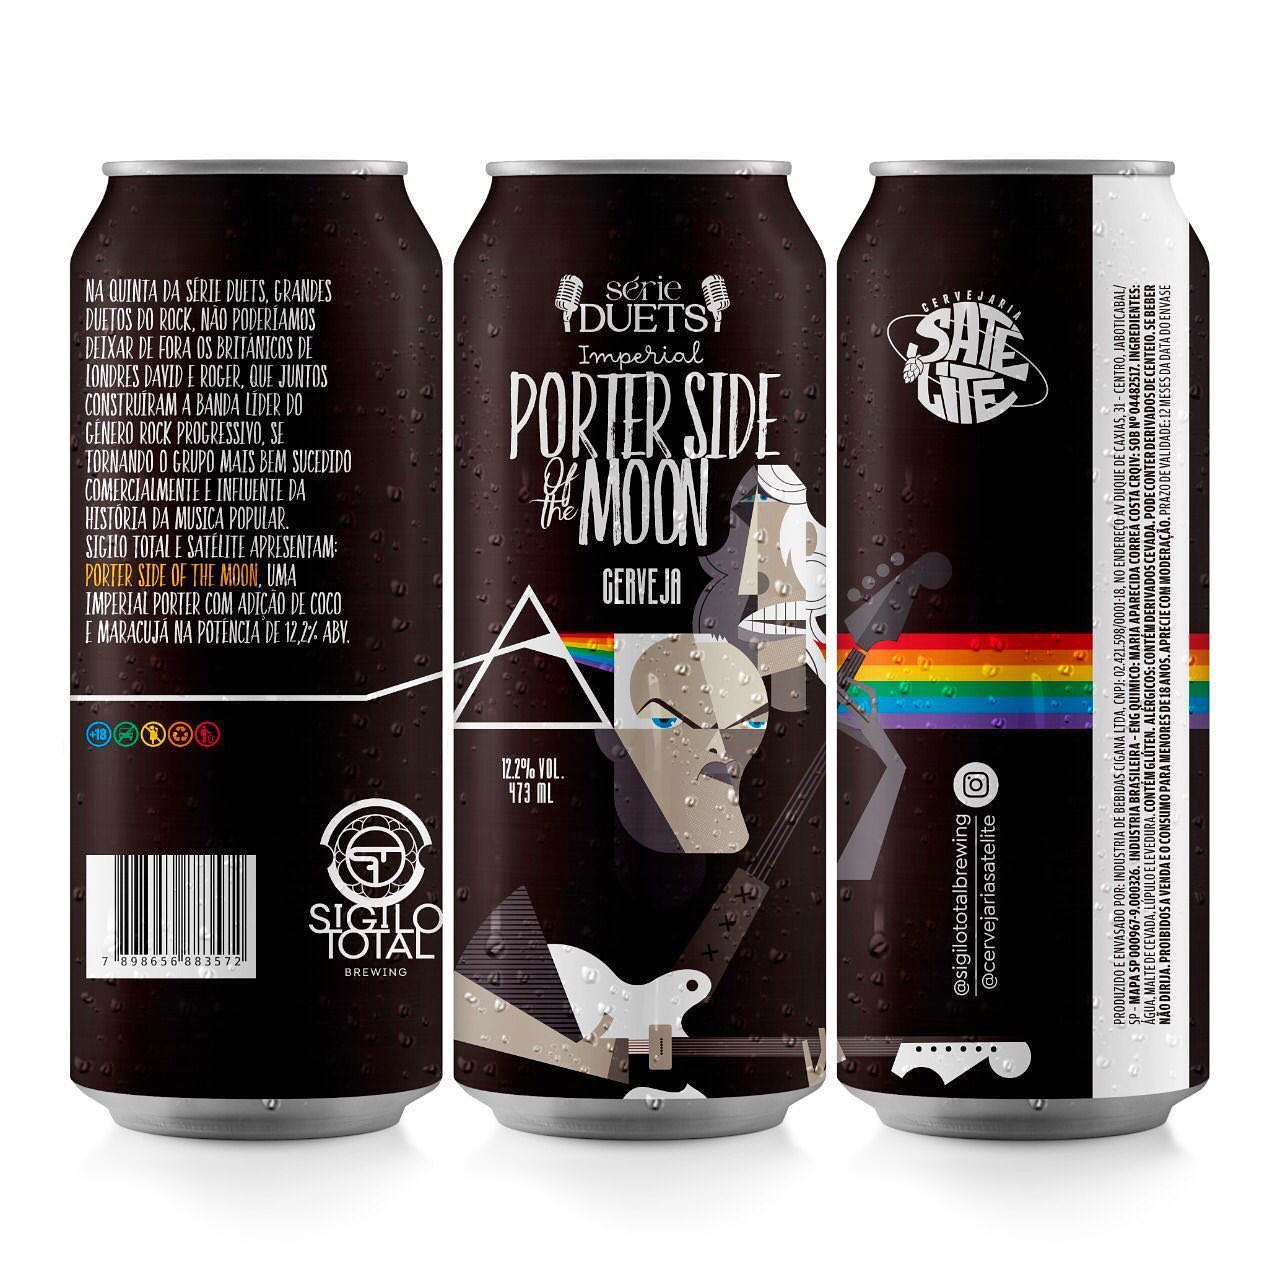 NA QUINTA DA SÉRIE DUETS, GRANDES
DUETOS DO ROCK, NÃO PODERÍAMOS
DEIXAR DE FORA OS BRITÂNICOS DE
LONDRES DAVID E ROGER, QUE JUNTOS
CONSTRUÍRAM A BANDA LÍDER DO
GÉNERO ROCK PROGRESSIVO, SE
TORNANDO O GRUPO MAIS BEM SUCEDIDO
COMERCIALMENTE E INFLUENTE DA
HISTÓRIA DA MUSICA POPULAR.
SIGILO TOTAL E SATÉLITE APRESENTAM:
PORTER SIDE OF THE MOON, UMA
IMPERIAL PORTER COM ADIÇÃO DE COCO
E MARACUJÁ NA POTÊNCIA DE 12,2% ABV.
+18
7 898656 883572
SIGILO
TOTAL
BREWING
série
DUETS
Imperial
PORTER SIDE
Of the MOON
CERVEJA
12.2% VOL.
473 ML
CERVEJARIA
SATÉ
LITE
@sigilototalbrewing
@cervejariasatelite
PRODUZIDO E ENVASADO POR: INDUSTRIA DE BEBIDAS CIGANA LTDA, CNPJ: 02.421.598/0001-18, NO ENDEREÇO AV DUQUE DE CAXIAS, 31 - CENTRO, JABOTICABAL/
SP - MAPA SP 000967-9.000326. INDUSTRIA BRASILEIRA - ENG QUIMICO: MARIA APARECIDA CORREA COSTA CRQIV: SOB Nº 04482517. INGREDIENTES:
ÁGUA, MALTE DE CEVADA, LÚPULO E LEVEDURA. CONTÉM GLÚTEN. ALÉRGICOS: CONTÉM DERIVADOS CEVADA. PODE CONTER DERIVADOS DE CENTEIO. SE BEBER
NÃO DIRIJA. PROIBIDOS A VENDA E O CONSUMO PARA MENORES DE 18 ANOS. APRECIE COM MODERAÇÃO. PRAZO DE VALIDADE: 12 MESES DA DATA DO ENVASE